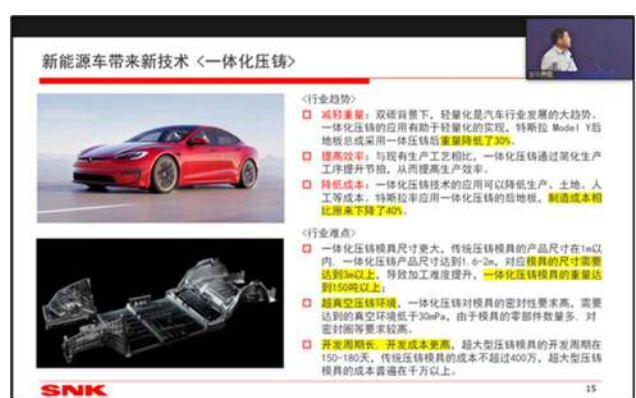 新能源车带来新技术〈一体化压铸〉
〈行业趋势〉
减轻重量：双碳背景下，轻量化是汽车行业发展的大趋势。
一体化压铸的应用有助于轻量化的实现，特斯拉 Model Y后
地板总成采用一体压铸后重量降低了30%.
提高效率：与现有生产工艺相比，一体化压铸通过简化生产
工序提升节拍，从而提高生产效率。
降低成本：一体化压铸技术的应用可以降低生产、土地、人
工等成本。特斯拉率应用一体化压铸的后地板，制造成本相
比原来下降了40%.
〈行业难点〉
一体化压铸模具尺寸更大，传统压铸模具的产品尺寸在1m以
内，一体化压铸产品尺寸达到1.6-2m，对应模具的尺寸需要
达到3m以上，导致加工难度提升，一体化压铸模具的重量达
到150吨以上；
超真空压铸环境，一体化压铸对模具的密封性要求高，需要
达到的真空环境低于30mPa，由于模具的零部件数量多，对
密封圈等要求较高。
开发周期长、开发成本更高，超大型压铸模具的开发周期在
150-180天，传统压铸模具的成本不超过400万，超大型压铸
模具的成本普遍在千万以上。
SNK
15